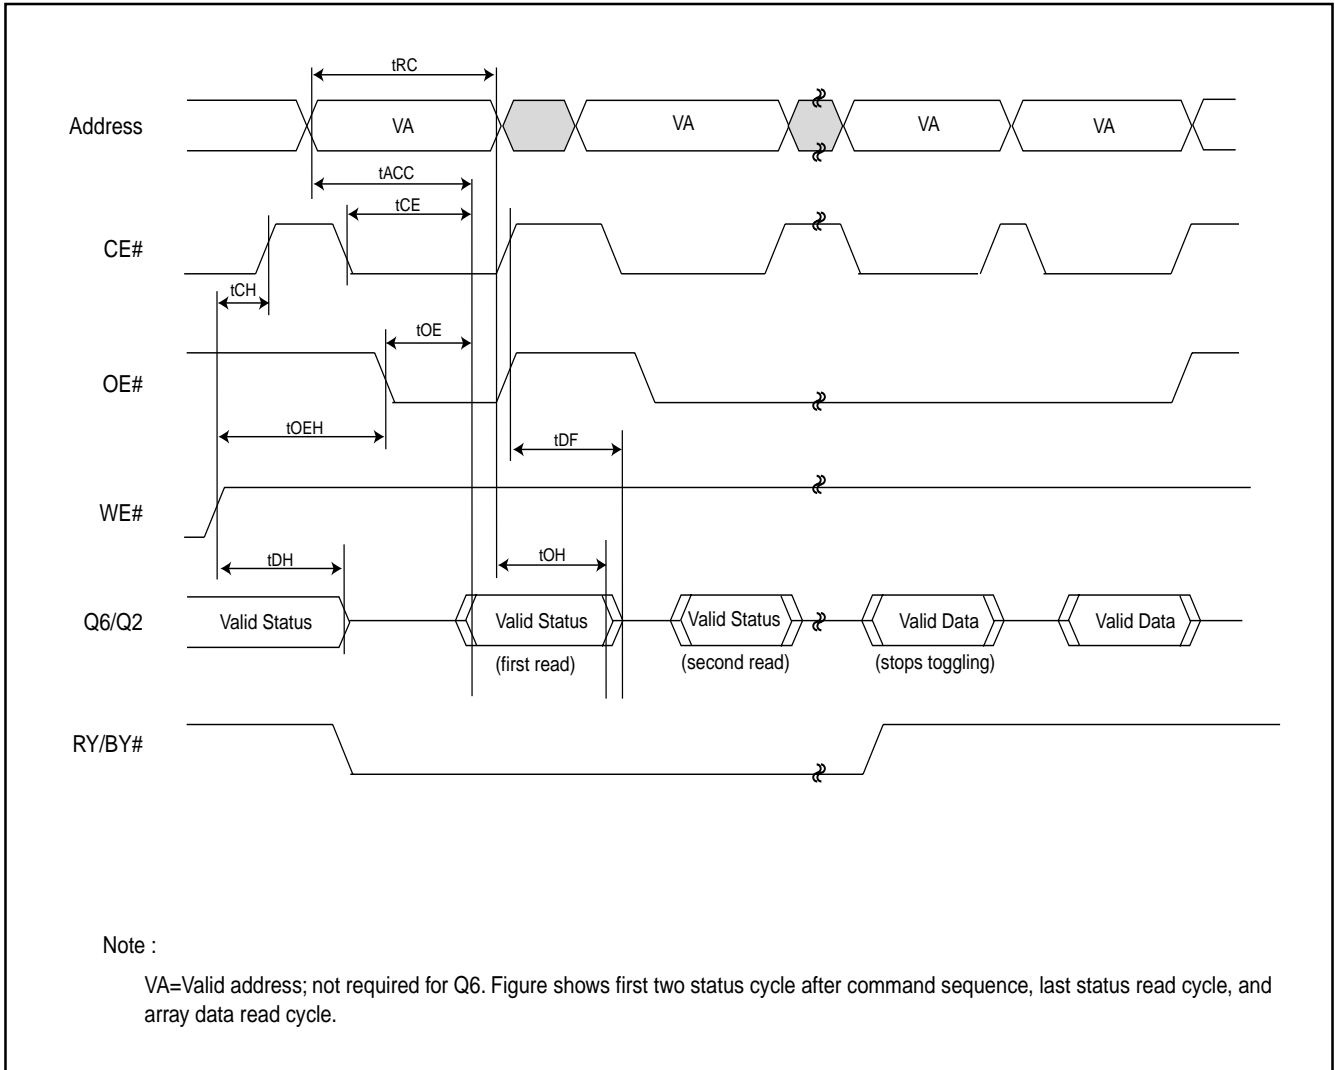 tRC
Address
VA
VA
VA
VA
tACC
tCE
CE#
tCH
tOE
OE#
tOEH
tDF
WE#
tDH
tOH
Q6/Q2
Valid Status
Valid Status
Valid Status
Valid Data
Valid Data
(first read)
(second read)
(stops toggling)
RY/BY#
Note :
VA=Valid address; not required for Q6. Figure shows first two status cycle after command sequence, last status read cycle, and
array data read cycle.